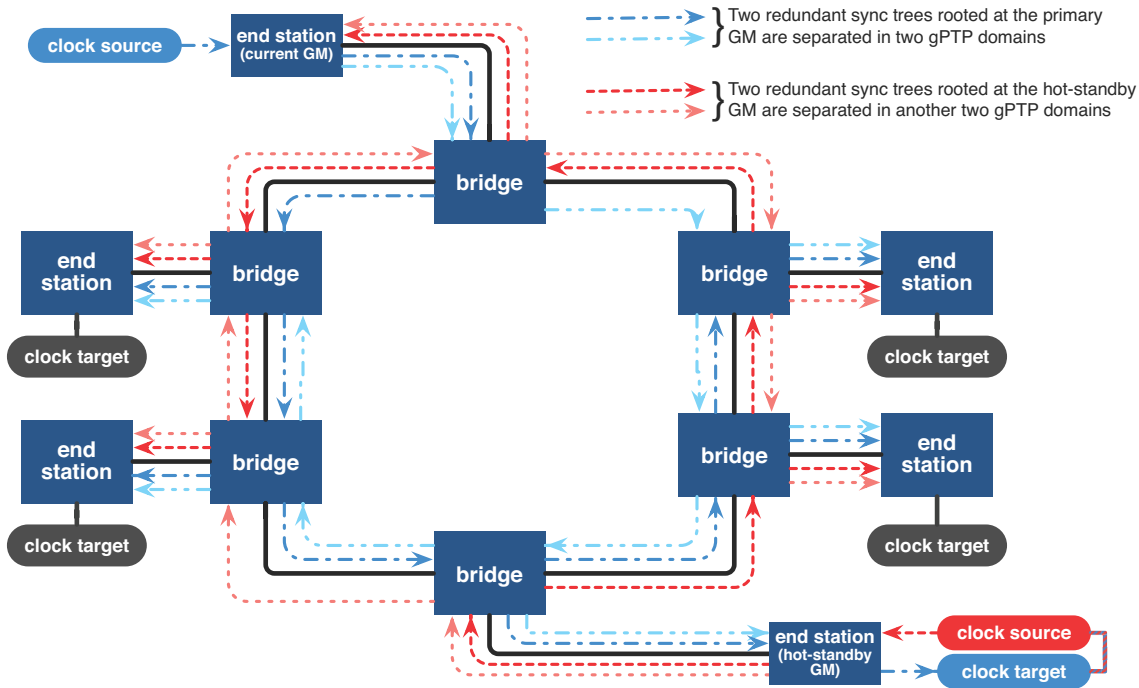 clock source
end station
(current GM)
Two redundant sync trees rooted at the primary
GM are separated in two gPTP domains
Two redundant sync trees rooted at the hot-standby
GM are separated in another two gPTP domains
bridge
end
station
bridge
bridge
end
station
clock target
clock target
end
station
bridge
bridge
end
station
clock target
clock target
bridge
end station
(hot-standby
GM)
clock source
clock target